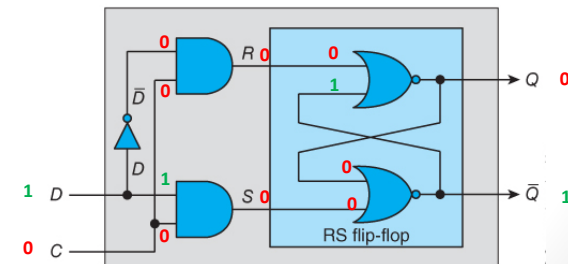 0 R 0 0 Q 0
D̅ 0 1
D 1 0
1 D S 0 0 Q̅ 1
0 C 0 RS flip-flop